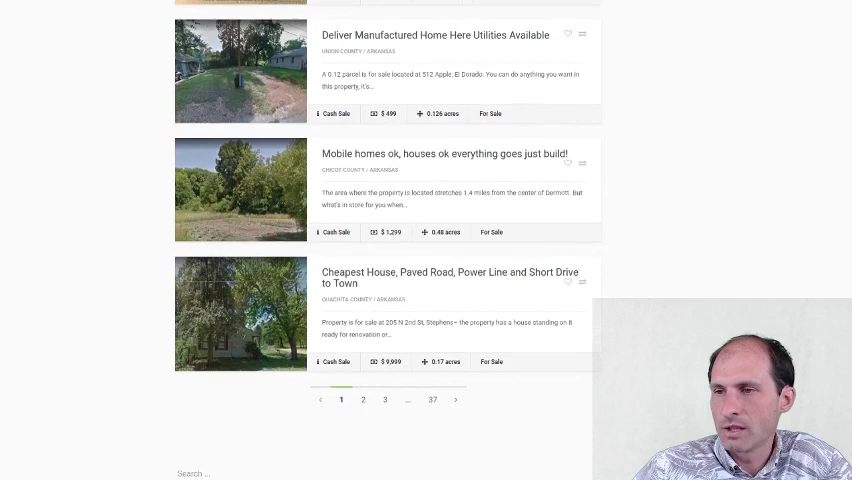 Deliver Manufactured Home Here Utilities Available
UNION COUNTY / ARKANSAS
A 0.12 parcel is for sale located at 512 Apple, El Dorado. You can do anything you want in
this property, it's...
Cash Sale $ 499 0.126 acres For Sale
Mobile homes ok, houses ok everything goes just build!
CHICOT COUNTY / ARKANSAS
The area where the property is located stretches 1.4 miles from the center of Dermott. But
what's in store for you when...
Cash Sale $ 1,299 0.48 acres For Sale
Cheapest House, Paved Road, Power Line and Short Drive
to Town
OUACHITA COUNTY / ARKANSAS
Property is for sale at 205 N 2nd St, Stephens– the property has a house standing on it
ready for renovation or...
Cash Sale $ 9,999 0.17 acres For Sale
‹ 1 2 3 ... 37 ›
Search ...